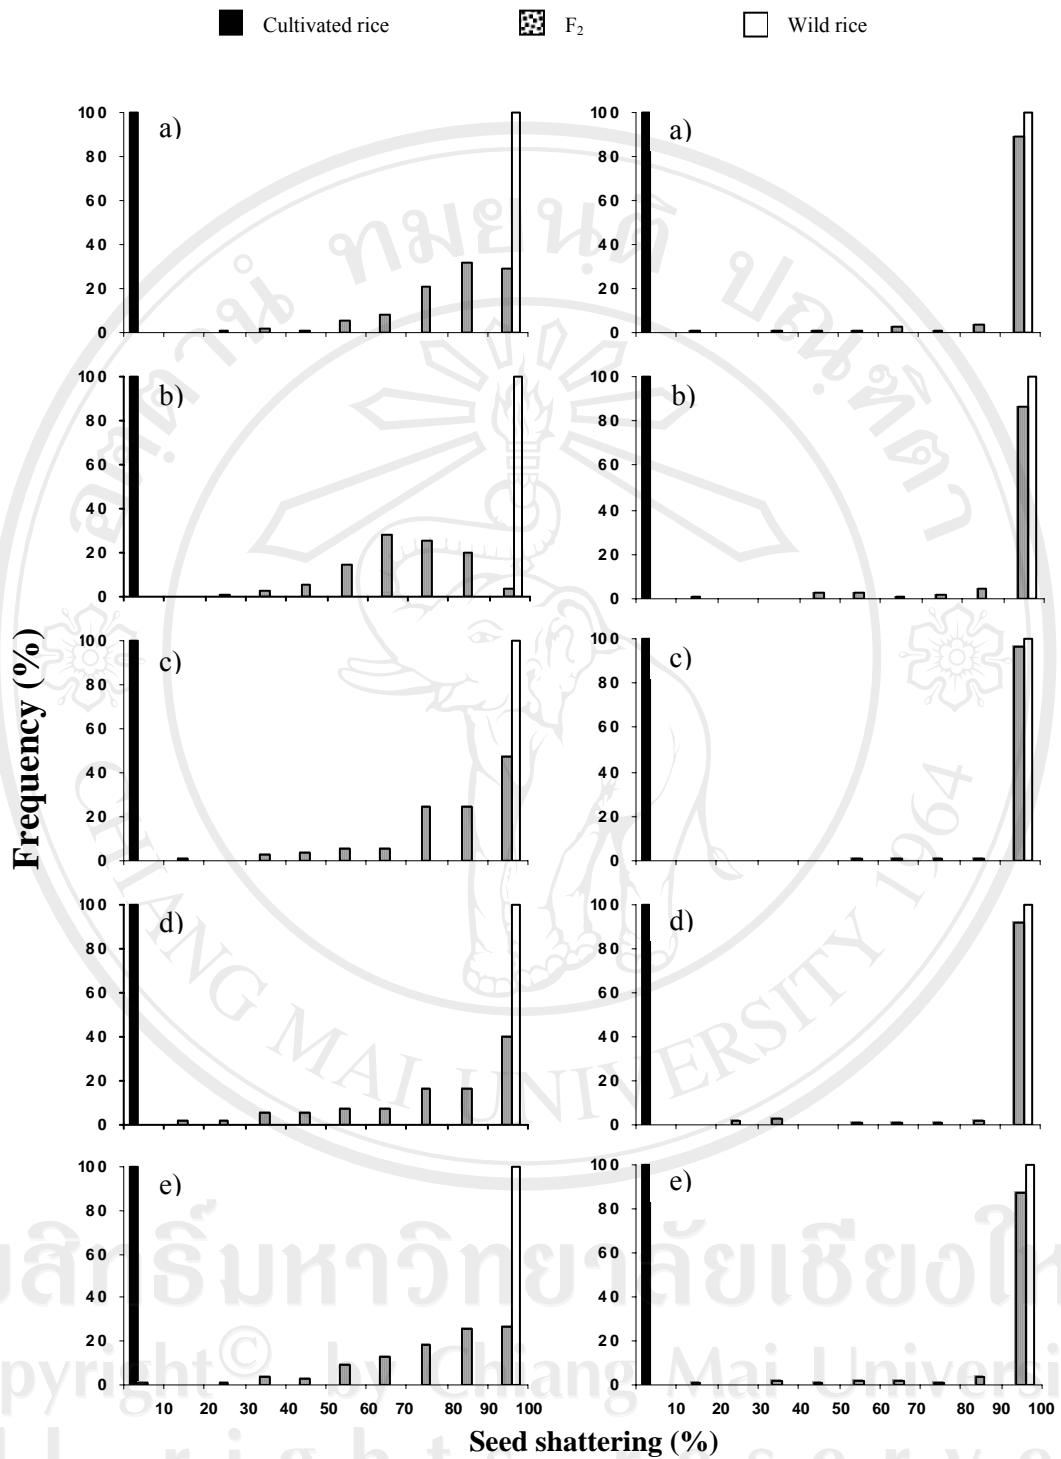 Cultivated rice F₂ Wild rice
a) a)
100 100
80 80
60 60
40 40
20 20
0 0
b) b)
100 100
80 80
60 60
40 40
20 20
0 0
c) c)
100 100
80 80
60 60
40 40
20 20
0 0
d) d)
100 100
80 80
60 60
40 40
20 20
0 0
e) e)
100 100
80 80
60 60
40 40
20 20
0 0
10 20 30 40 50 60 70 80 90 100 10 20 30 40 50 60 70 80 90 100
Frequency (%)
Seed shattering (%)
CHIANG MAI UNIVERSITY 1964
by Chiang Mai